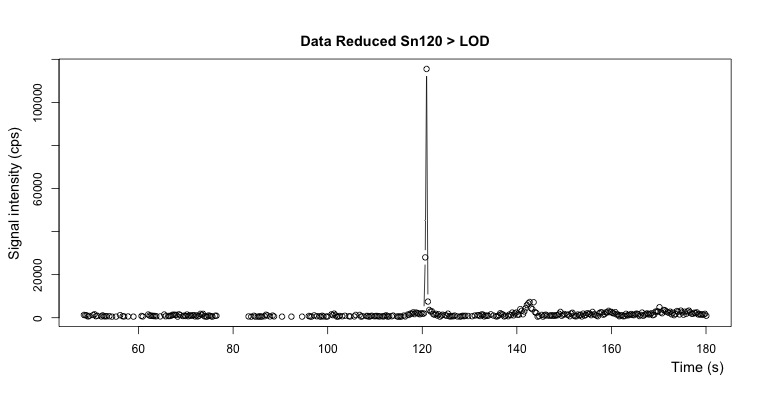 Data Reduced Sn120 > LOD
Signal intensity (cps)
100000
60000
20000
0
60 80 100 120 140 160 180
Time (s)